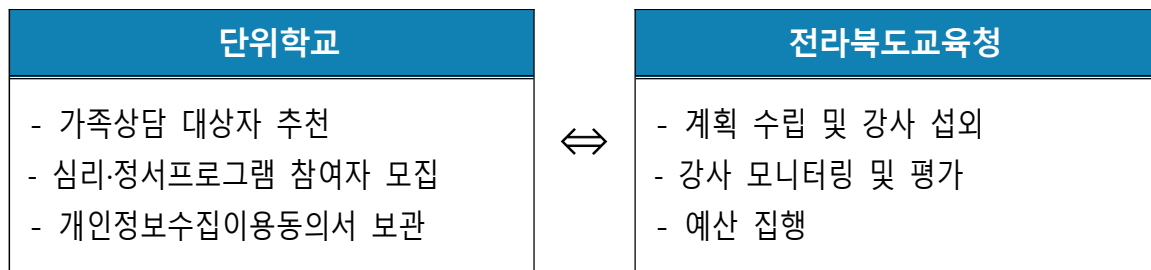 단위학교
- 가족상담 대상자 추천
- 심리·정서프로그램 참여자 모집
- 개인정보수집이용동의서 보관
⇔
전라북도교육청
- 계획 수립 및 강사 섭외
- 강사 모니터링 및 평가
- 예산 집행